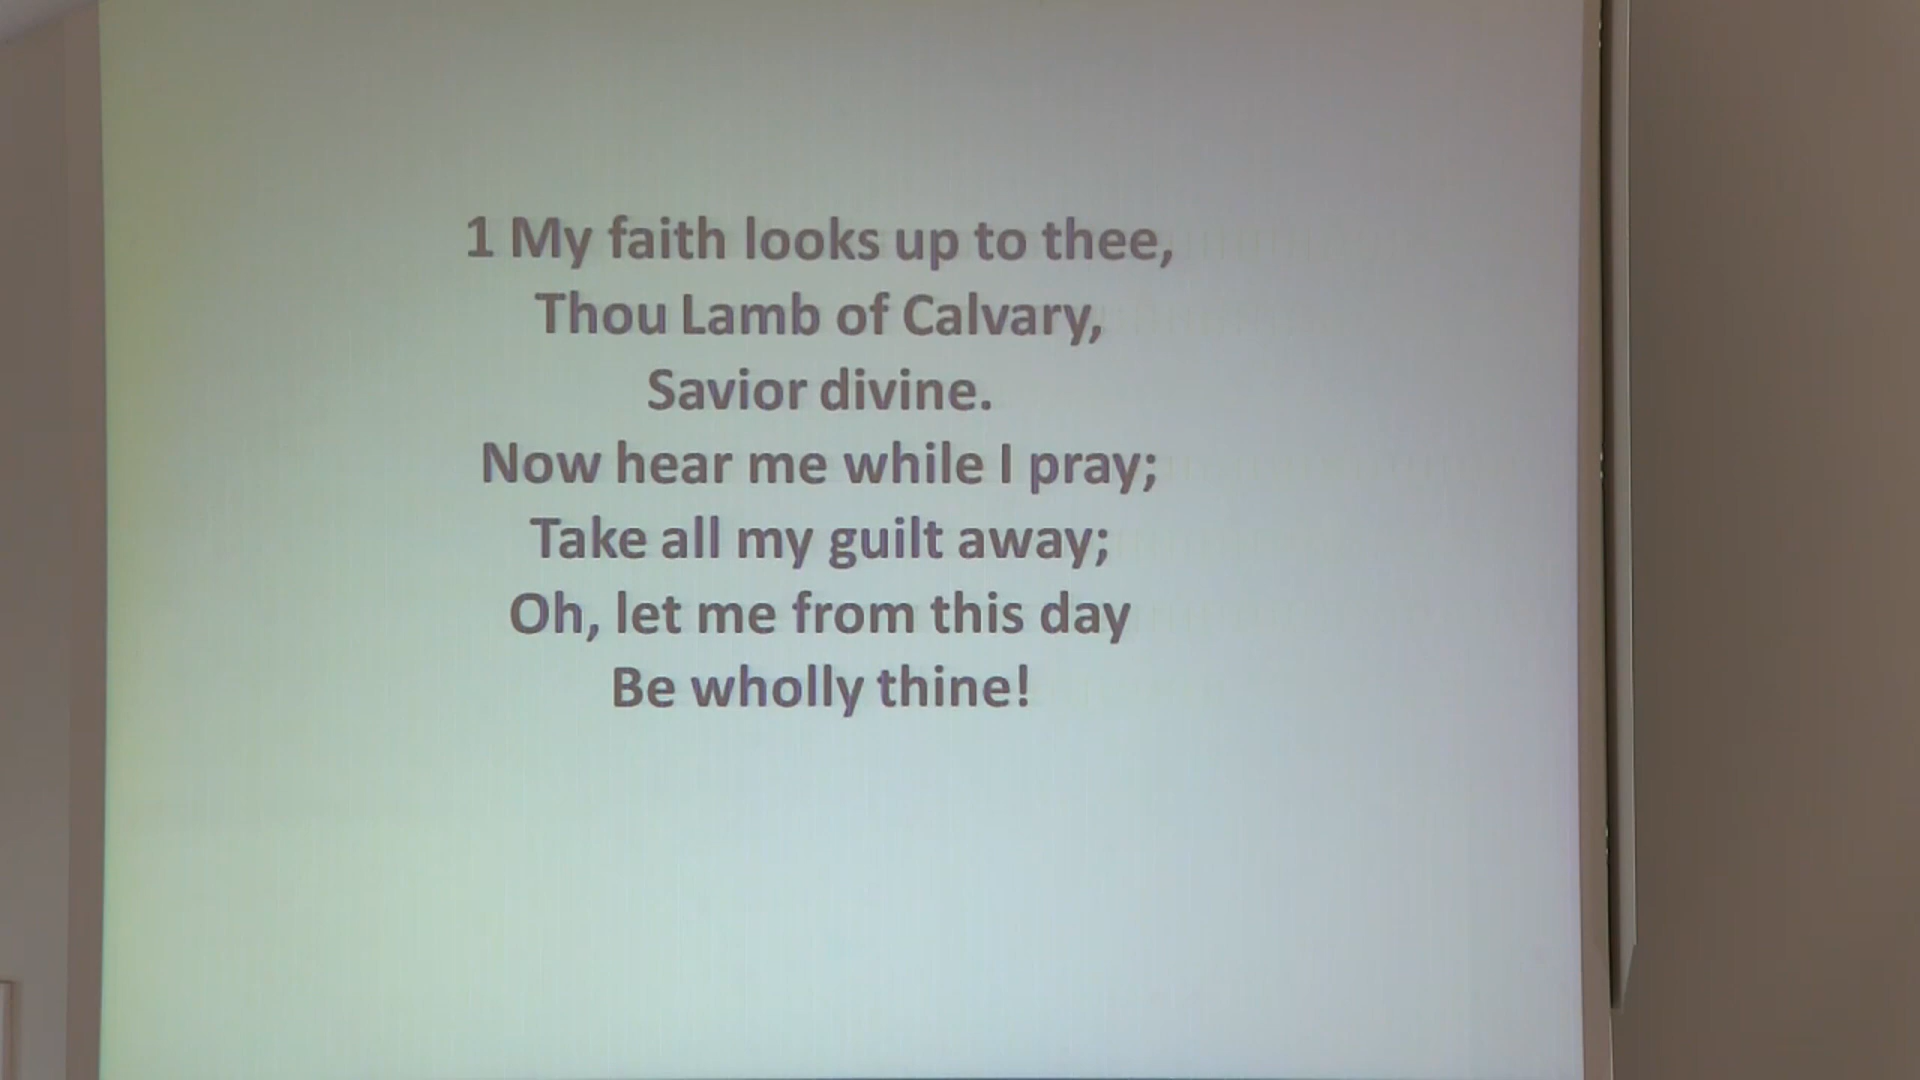 1 My faith looks up to thee,
Thou Lamb of Calvary,
Savior divine.
Now hear me while I pray;
Take all my guilt away;
Oh, let me from this day
Be wholly thine!